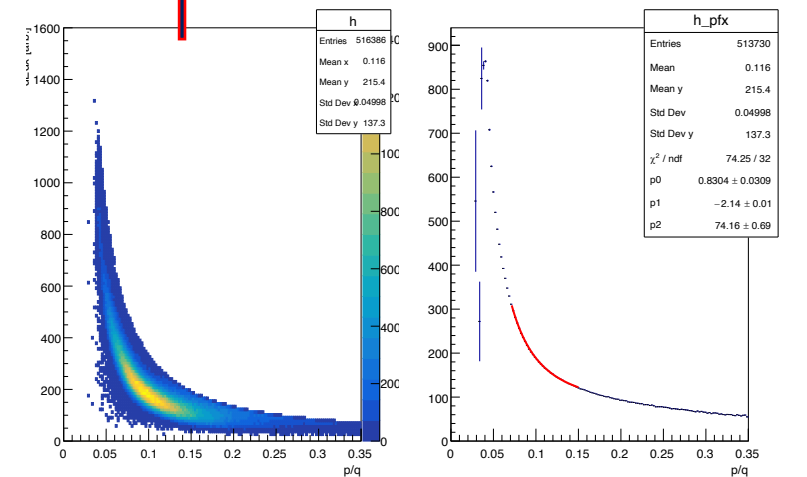 h
Entries 516386
Mean x 0.116
Mean y 215.4
Std Dev x 0.04998
Std Dev y 137.3
1600
1400
1200
1000
800
600
400
200
0
0 0.05 0.1 0.15 0.2 0.25 0.3 0.35
p/q
800
600
400
200
0
h_pfx
Entries 513730
Mean 0.116
Mean y 215.4
Std Dev 0.04998
Std Dev y 137.3
χ² / ndf 74.25 / 32
p0 0.8304 ± 0.0309
p1 −2.14 ± 0.01
p2 74.16 ± 0.69
900
800
700
600
500
400
300
200
100
0
0 0.05 0.1 0.15 0.2 0.25 0.3 0.35
p/q